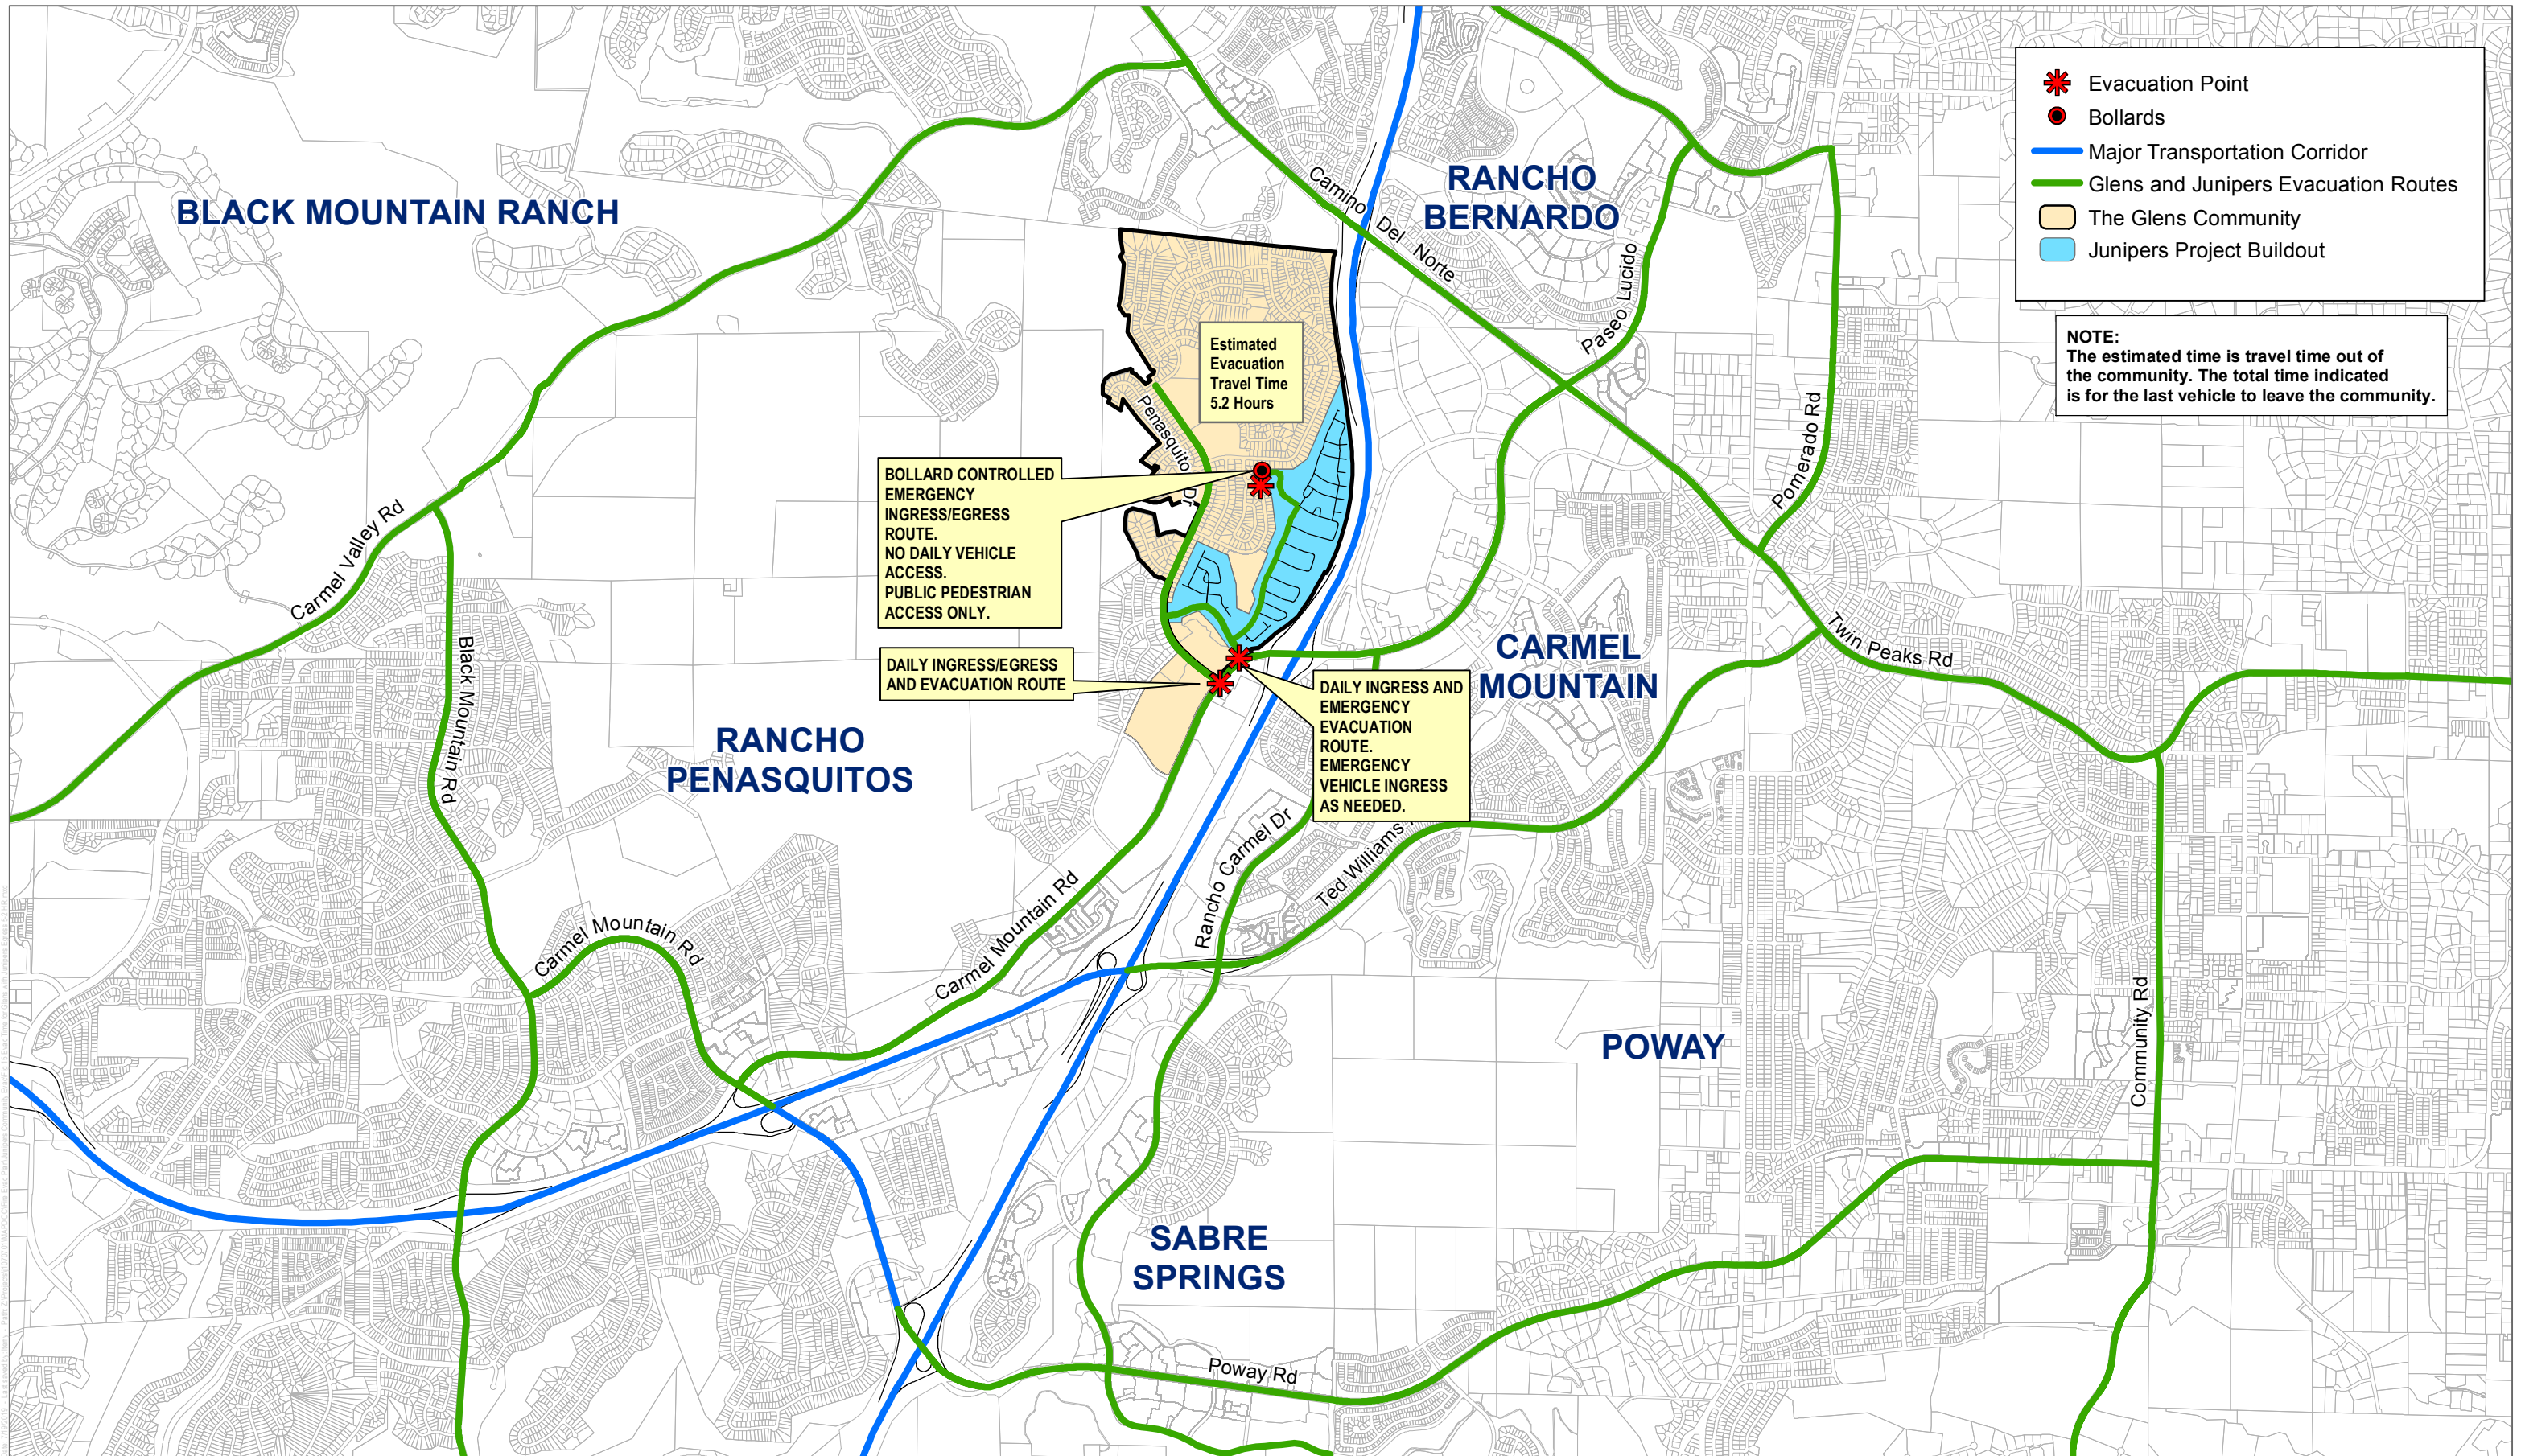 Evacuation Point
Bollards
Major Transportation Corridor
Glens and Junipers Evacuation Routes
The Glens Community
Junipers Project Buildout
NOTE:
The estimated time is travel time out of
the community. The total time indicated
is for the last vehicle to leave the community.
BLACK MOUNTAIN RANCH
RANCHO
BERNARDO
Camino Del Norte
Paseo Lucido
Pomerado Rd
Estimated
Evacuation
Travel Time
5.2 Hours
Penasquito Dr
BOLLARD CONTROLLED
EMERGENCY
INGRESS/EGRESS
ROUTE.
NO DAILY VEHICLE
ACCESS.
PUBLIC PEDESTRIAN
ACCESS ONLY.
DAILY INGRESS/EGRESS
AND EVACUATION ROUTE
DAILY INGRESS AND
EMERGENCY
EVACUATION
ROUTE.
EMERGENCY
VEHICLE INGRESS
AS NEEDED.
Carmel Valley Rd
Black Mountain Rd
CARMEL
MOUNTAIN
Twin Peaks Rd
RANCHO
PENASQUITOS
Rancho Carmel Dr
Ted Williams
Carmel Mountain Rd
Carmel Mountain Rd
POWAY
Community Rd
SABRE
SPRINGS
Poway Rd